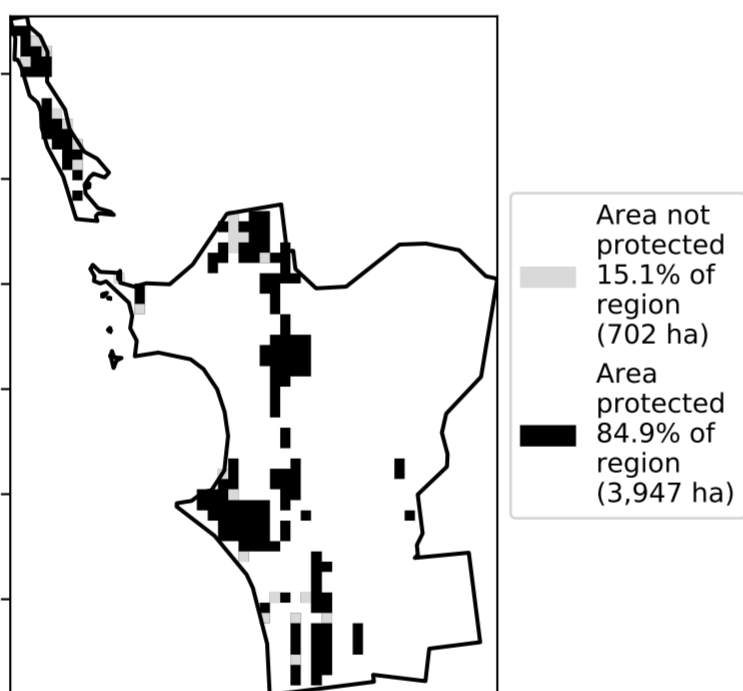 Area not
protected
15.1% of
region
(702 ha)
Area
protected
84.9% of
region
(3,947 ha)